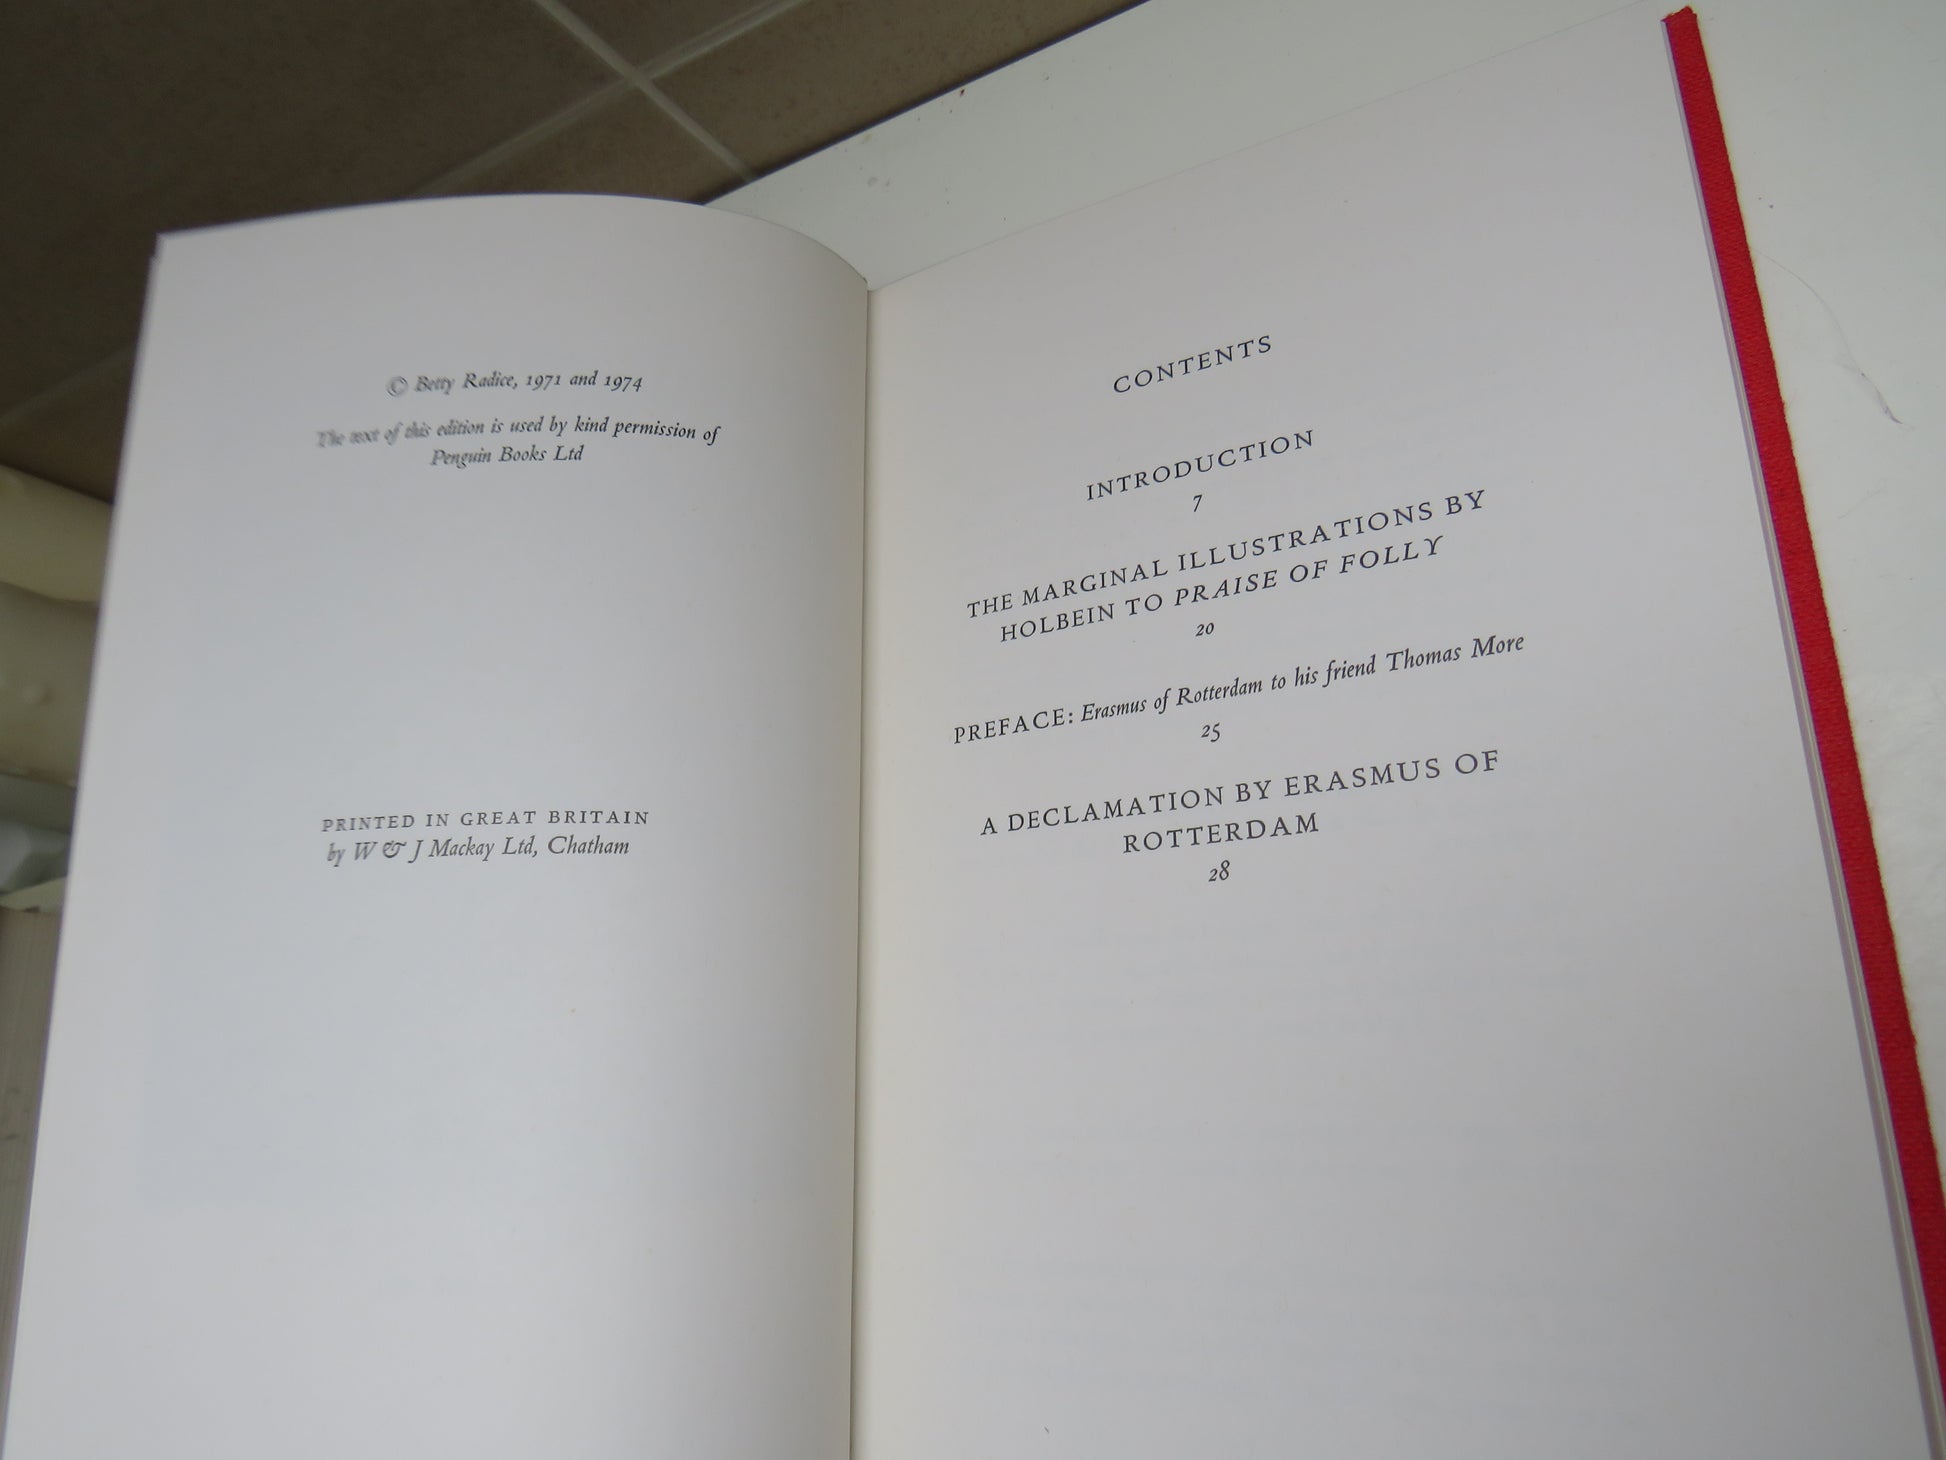 © Betty Radice, 1971 and 1974
The text of this edition is used by kind permission of
Penguin Books Ltd
PRINTED IN GREAT BRITAIN
by W & J Mackay Ltd, Chatham
CONTENTS
INTRODUCTION
7
THE MARGINAL ILLUSTRATIONS BY
HOLBEIN TO PRAISE OF FOLLY
20
PREFACE: Erasmus of Rotterdam to his friend Thomas More
25
A DECLAMATION BY ERASMUS OF
ROTTERDAM
28